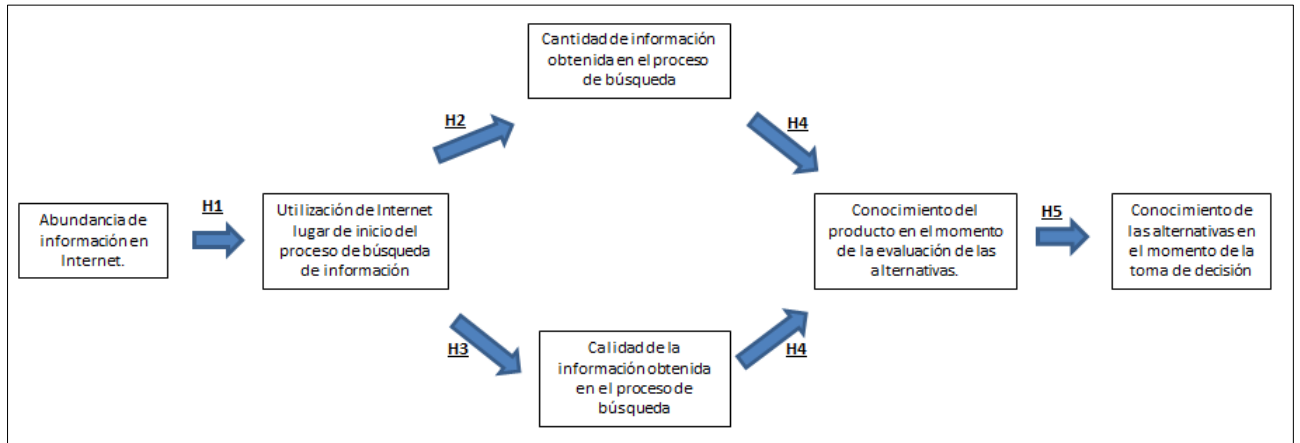 Cantidad de información
obtenida en el proceso
de búsqueda
H2
H4
H1
Abundancia de
información en
Internet.
Utilización de Internet
lugar de inicio del
proceso de búsqueda
de información
Conocimiento del
producto en el momento
de la evaluación de las
alternativas.
H5
Conocimiento de
las alternativas en
el momento de la
toma de decisión
H3
Calidad de la
información obtenida
en el proceso de
búsqueda
H4